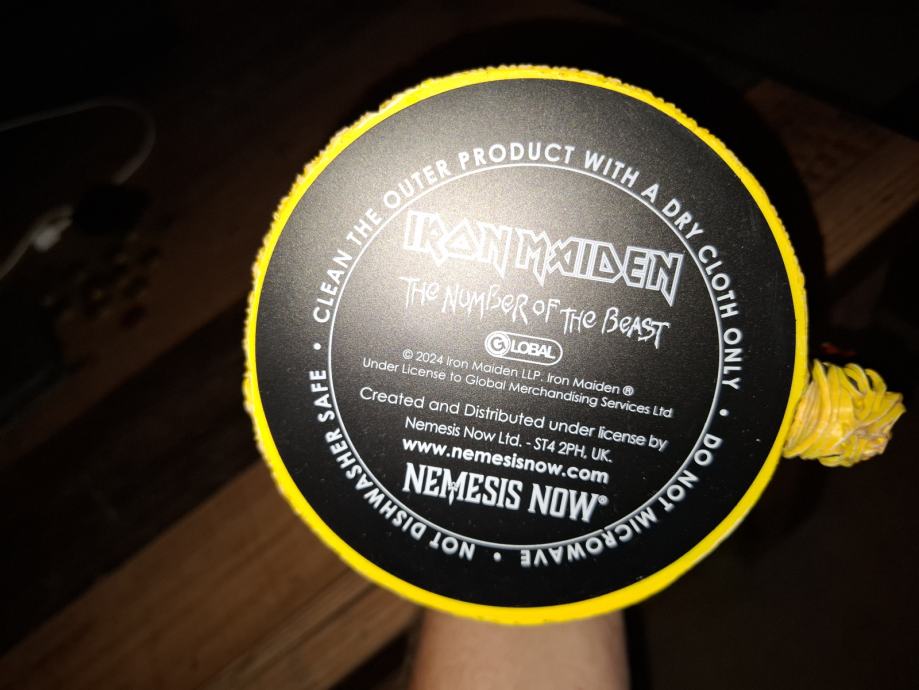 CLEAN THE OUTER PRODUCT WITH A DRY CLOTH ONLY • DO NOT MICROWAVE • NOT DISHWASHER SAFE •
IRON MAIDEN
THE NUMBER OF THE BEAST
GLOBAL
© 2024 Iron Maiden LLP. Iron Maiden ®
Under License to Global Merchandising Services Ltd
Created and Distributed under license by
Nemesis Now Ltd. - ST4 2PH, UK.
www.nemesisnow.com
NEMESIS NOW®